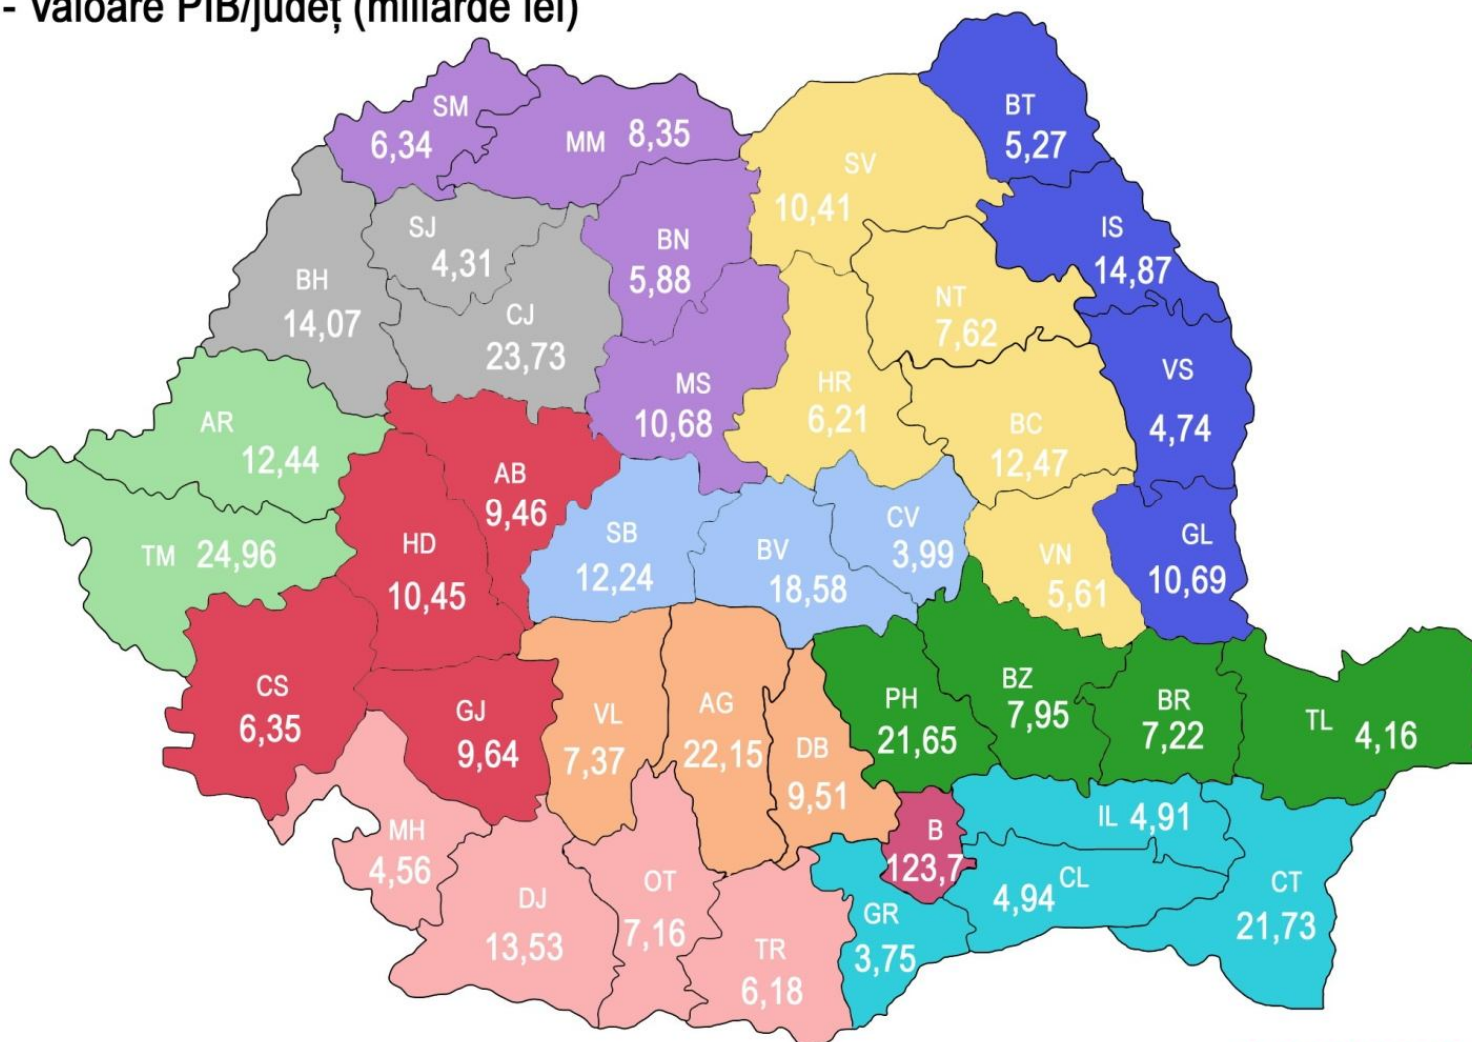 - Valoare PIB/județ (miliarde lei)
SM
6,34
MM 8,35
BT
5,27
SV
10,41
IS
14,87
SJ
4,31
BN
5,88
BH
14,07
CJ
23,73
NT
7,62
VS
4,74
MS
10,68
HR
6,21
BC
12,47
AR
12,44
AB
9,46
TM 24,96
HD
10,45
SB
12,24
BV
18,58
CV
3,99
VN
5,61
GL
10,69
CS
6,35
GJ
9,64
VL
7,37
AG
22,15
DB
9,51
PH
21,65
BZ
7,95
BR
7,22
TL 4,16
MH
4,56
DJ
13,53
OT
7,16
TR
6,18
B
123,7
GR
3,75
IL 4,91
4,94 CL
CT
21,73